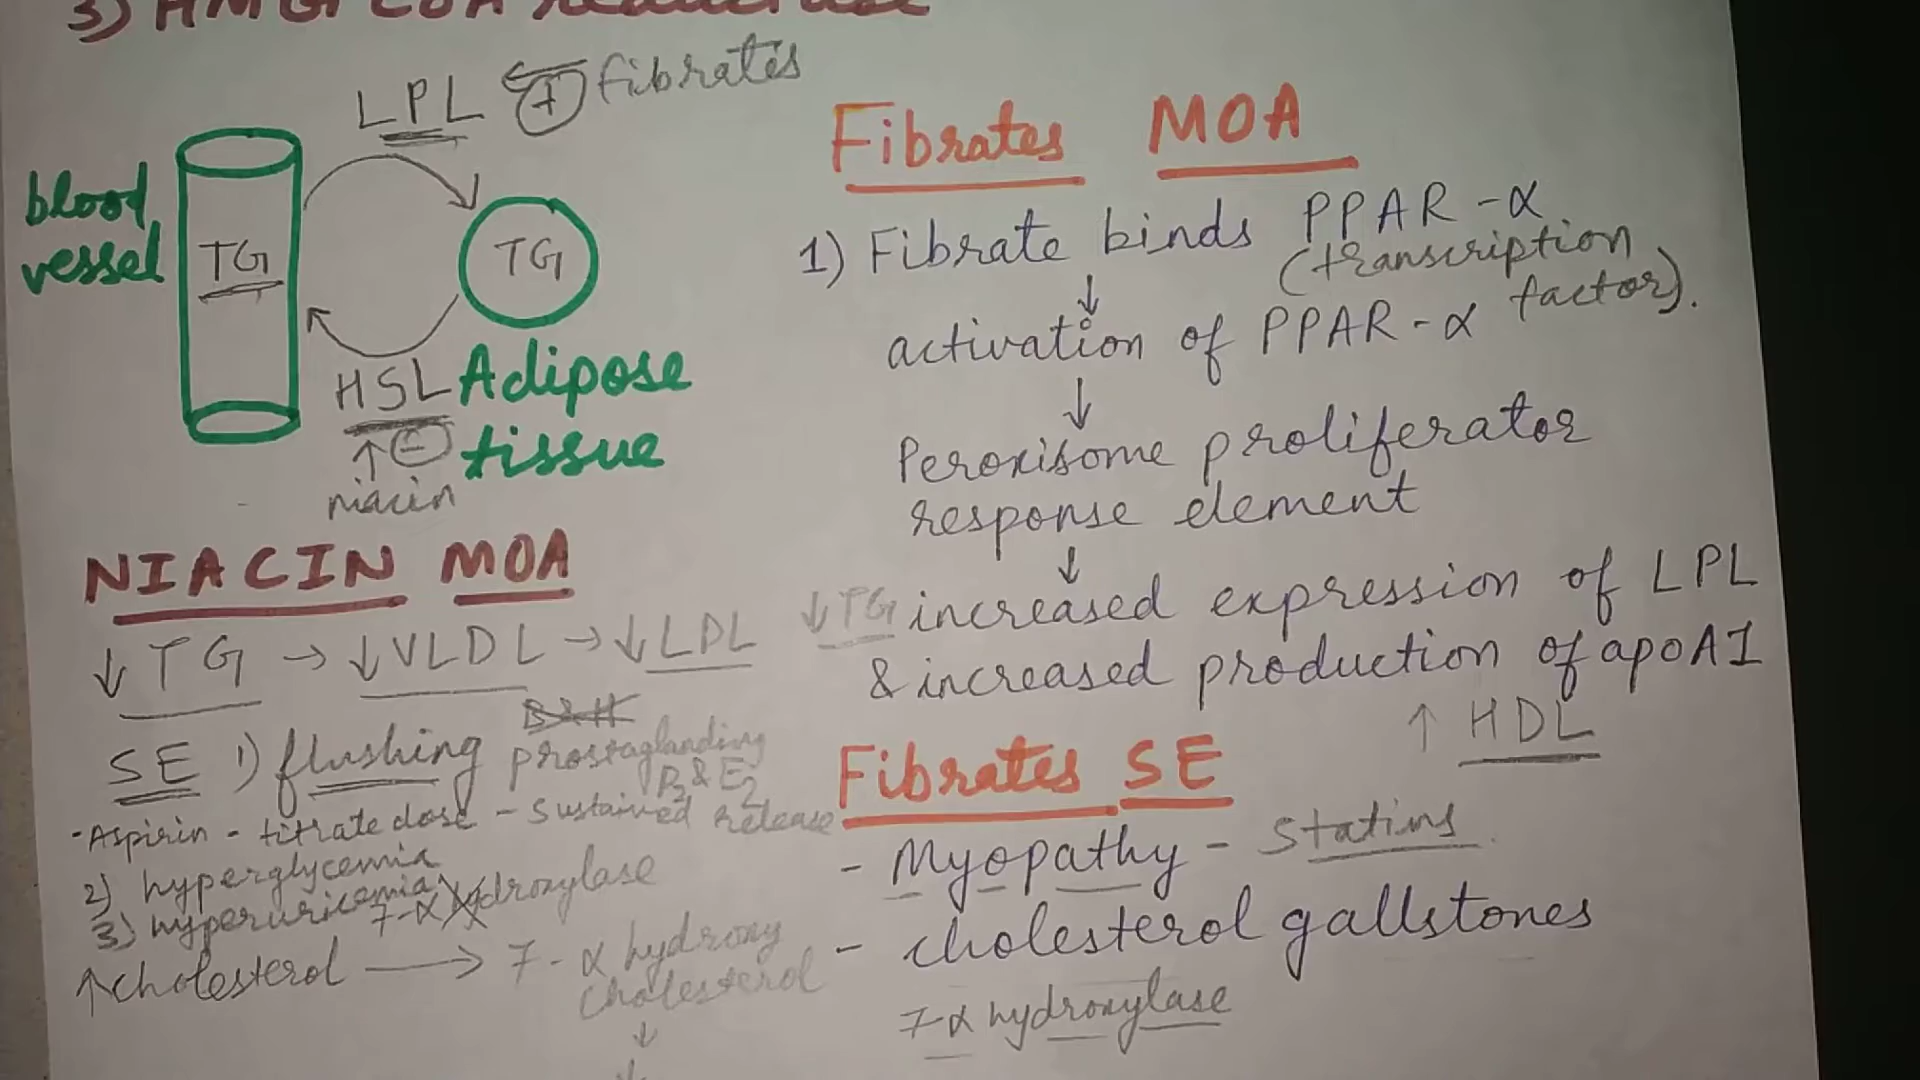 3) HMG COA reductase
LPL ← + fibrates
blood
vessel
TG
TG
HSL
Adipose
tissue
↑ −
niacin
NIACIN MOA
↓ TG → ↓ VLDL → ↓ LDL
B & H
SE 1) flushing prostaglandins
D2 & E2
- Aspirin - titrate dose - sustained release
2) hyperglycemia
3) hyperuricemia
7-α hydroxylase
↑ cholesterol → 7-α hydroxy
cholesterol
↓
Fibrates MOA
1) Fibrate binds PPAR-α
(transcription
factor).
↓
activation of PPAR-α
↓
Peroxisome proliferator
response element
↓
↓TG increased expression of LPL
& increased production of apoA1
↑ HDL
Fibrates SE
- Myopathy - Statins
- cholesterol gallstones
7-α hydroxylase